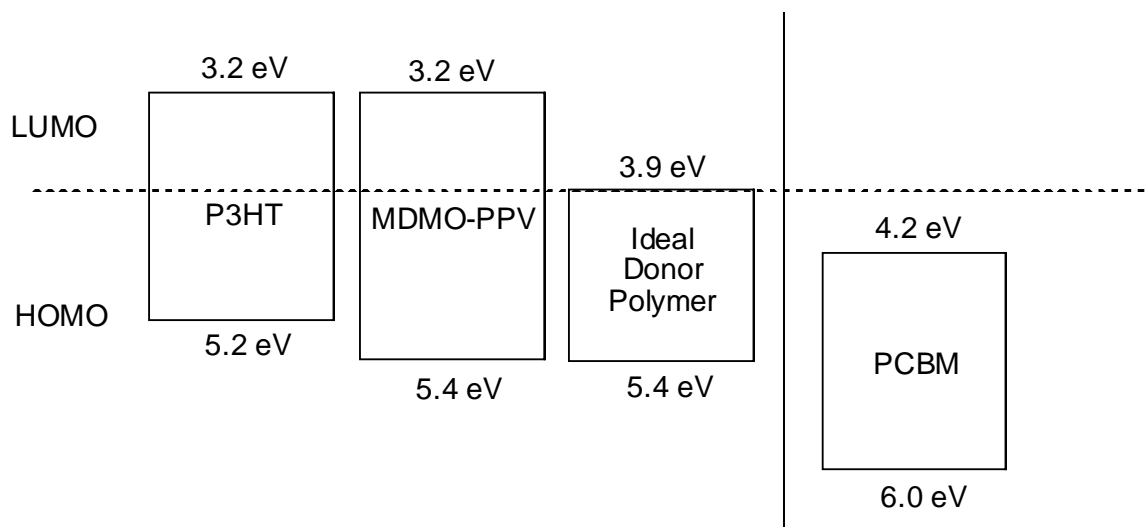 3.2 eV
3.2 eV
LUMO
3.9 eV
P3HT
MDMO-PPV
Ideal
Donor
Polymer
4.2 eV
HOMO
5.2 eV
5.4 eV
5.4 eV
PCBM
6.0 eV